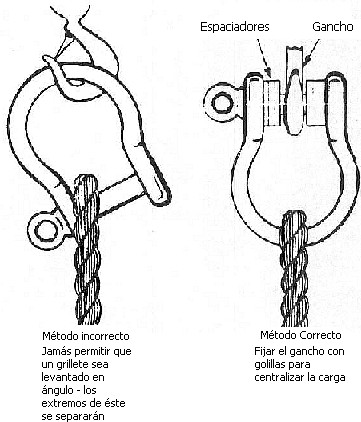 Espaciadores
Gancho
Método incorrecto
Jamás permitir que
un grillete sea
levantado en
ángulo - los
extremos de éste
se separarán
Método Correcto
Fijar el gancho con
golillas para
centralizar la carga